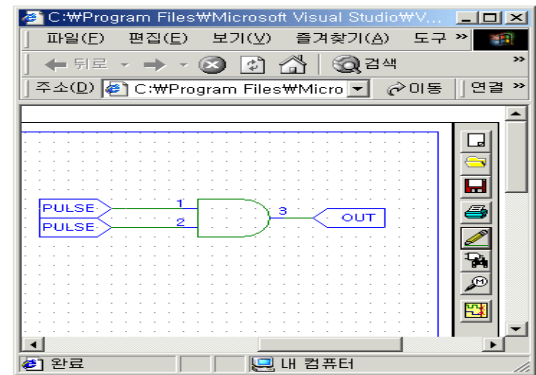 C:₩Program Files₩Microsoft Visual Studio₩V...
파일(F) 편집(E) 보기(V) 즐겨찾기(A) 도구 »
뒤로 검색 »
주소(D) C:₩Program Files₩Micro 이동 연결 »
PULSE 1
PULSE 2
3 OUT
완료 내 컴퓨터